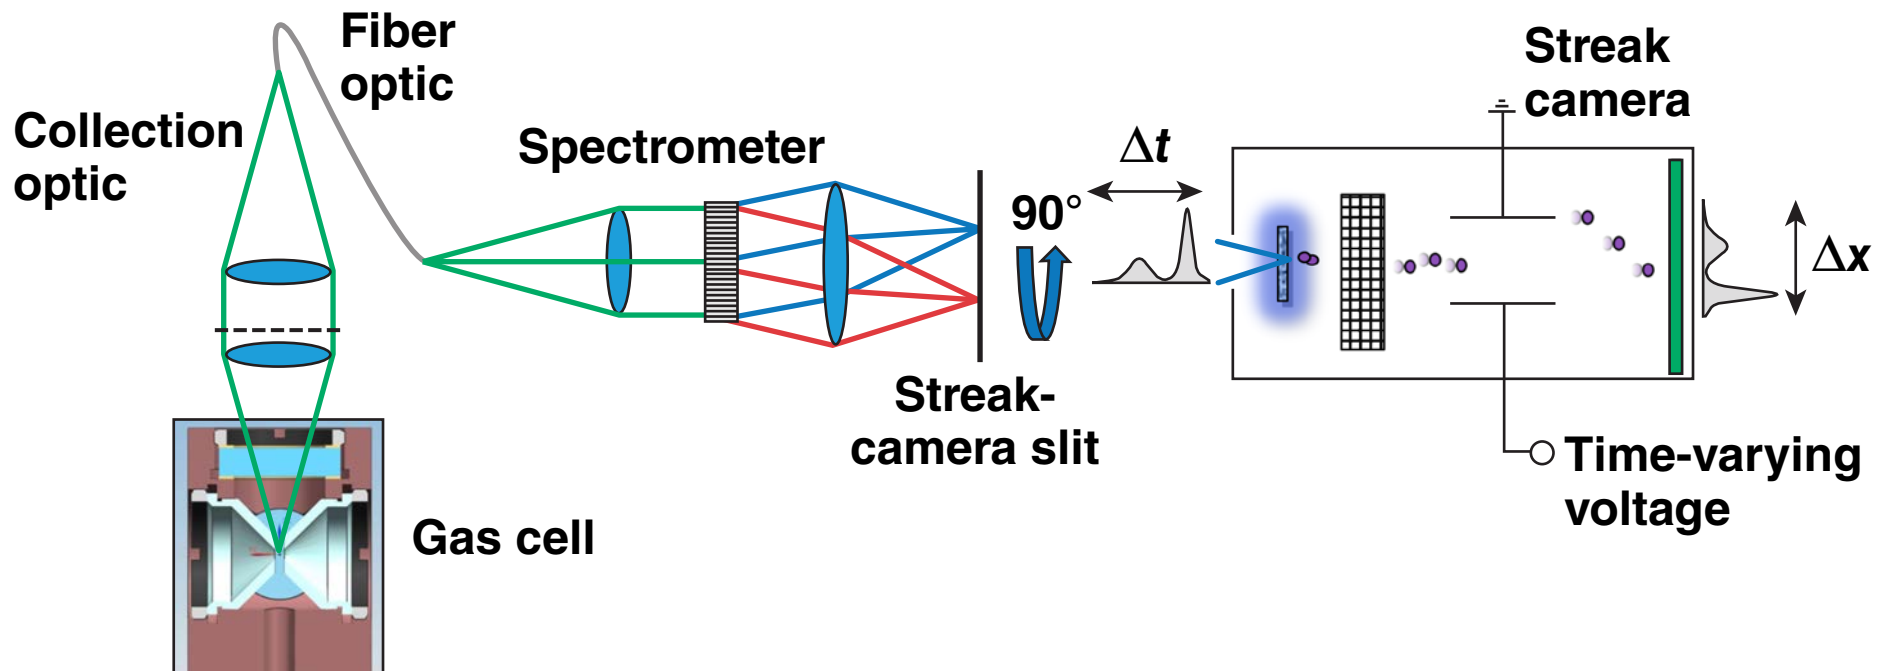 Fiber
optic
Collection
optic
Spectrometer
90°
Δt
Streak
camera
Δx
Streak-
camera slit
Gas cell
Time-varying
voltage